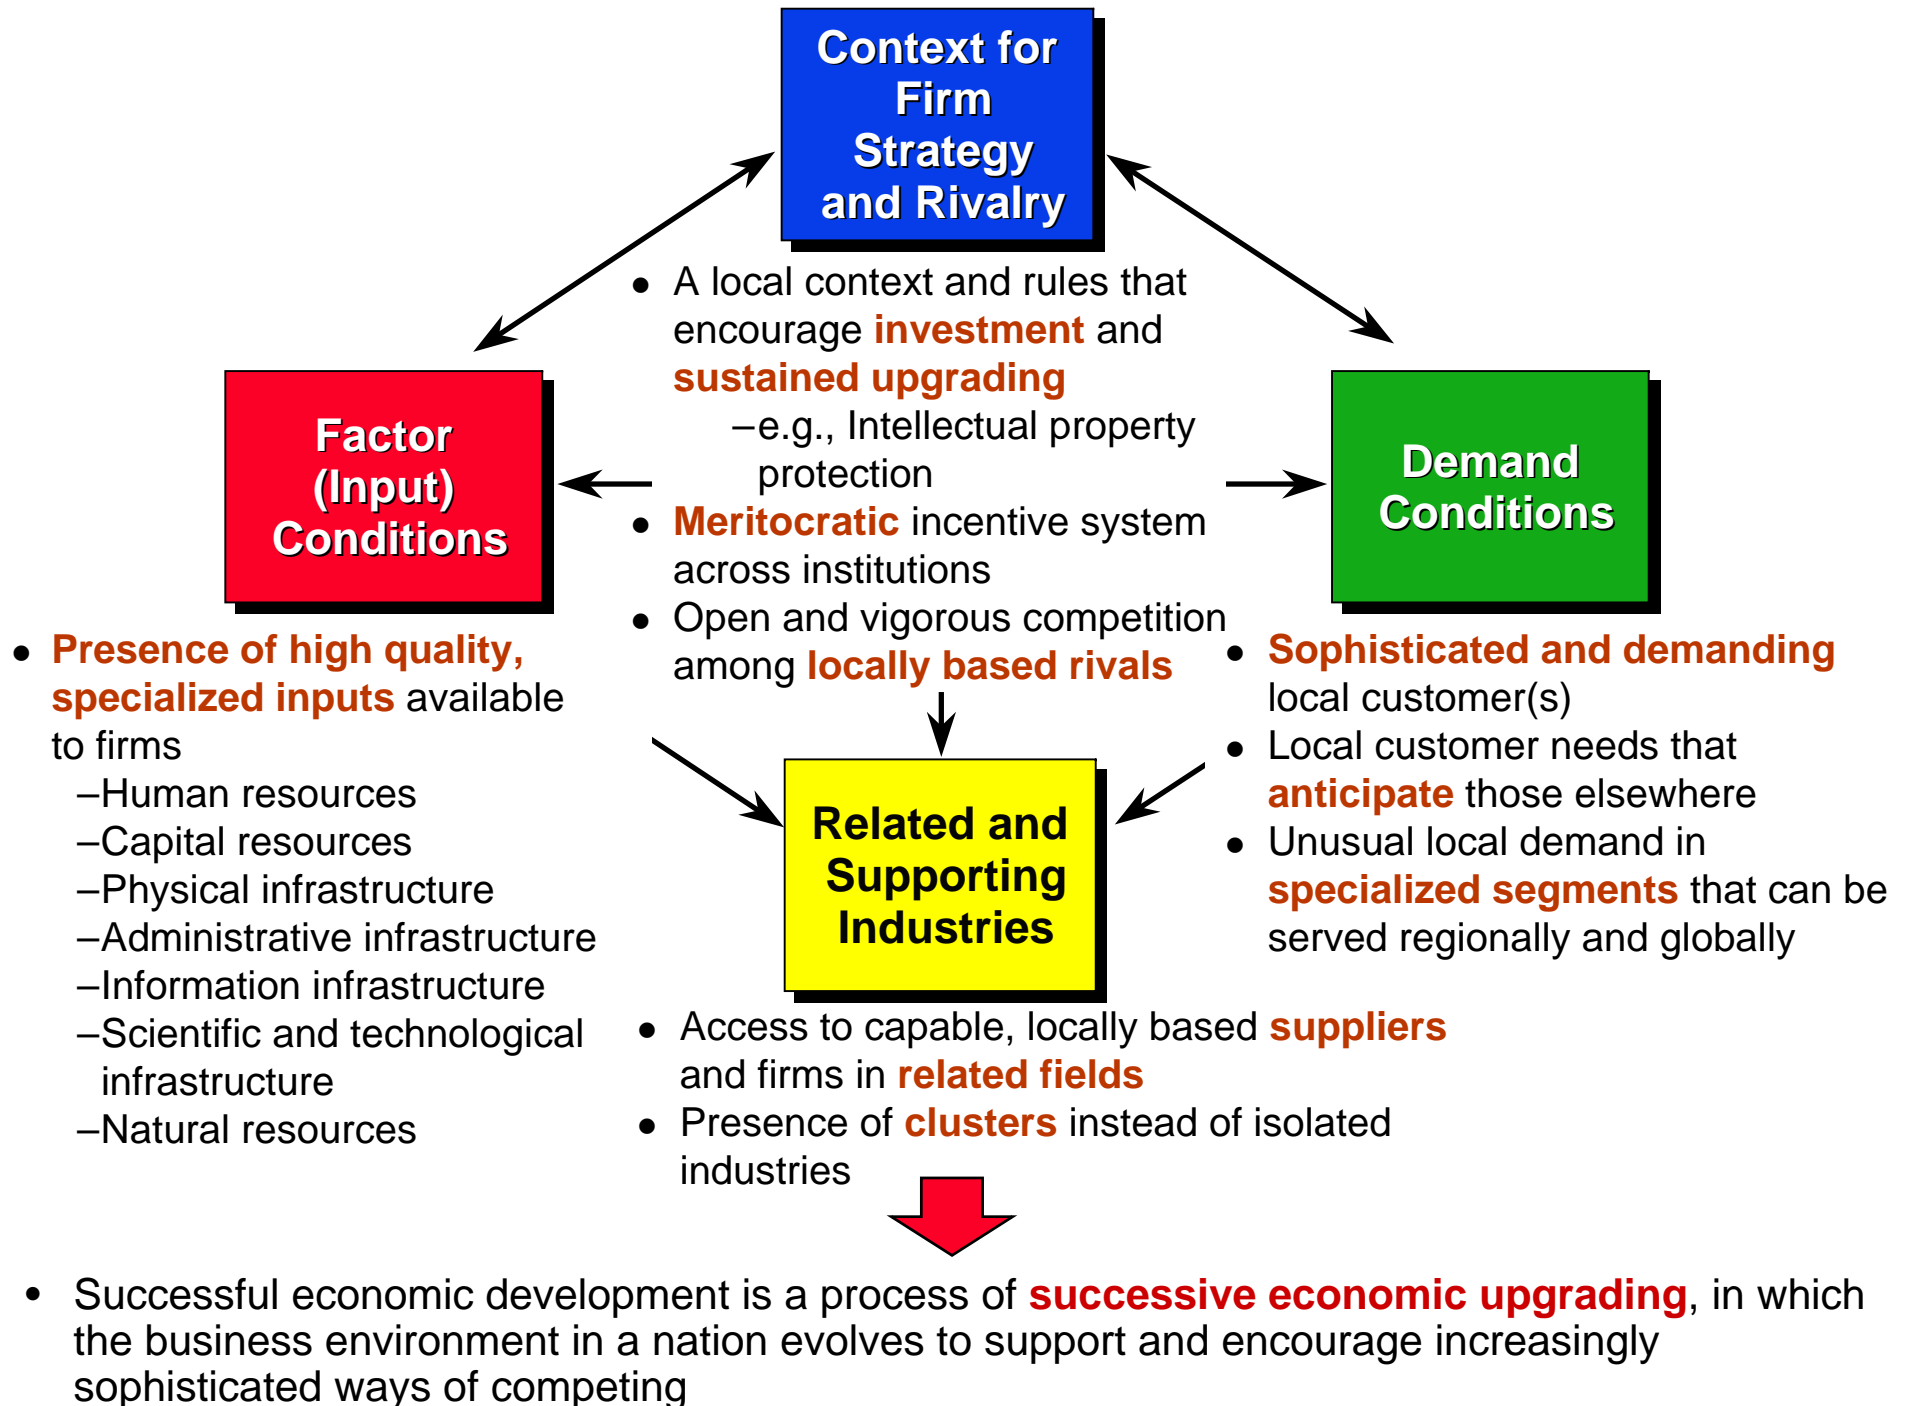 Context for
Firm
Strategy
and Rivalry
● A local context and rules that
encourage investment and
sustained upgrading
–e.g., Intellectual property
protection
● Meritocratic incentive system
across institutions
● Open and vigorous competition
among locally based rivals
Factor
(Input)
Conditions
● Presence of high quality,
specialized inputs available
to firms
–Human resources
–Capital resources
–Physical infrastructure
–Administrative infrastructure
–Information infrastructure
–Scientific and technological
infrastructure
–Natural resources
Demand
Conditions
● Sophisticated and demanding
local customer(s)
● Local customer needs that
anticipate those elsewhere
● Unusual local demand in
specialized segments that can be
served regionally and globally
Related and
Supporting
Industries
● Access to capable, locally based suppliers
and firms in related fields
● Presence of clusters instead of isolated
industries
• Successful economic development is a process of successive economic upgrading, in which
the business environment in a nation evolves to support and encourage increasingly
sophisticated ways of competing